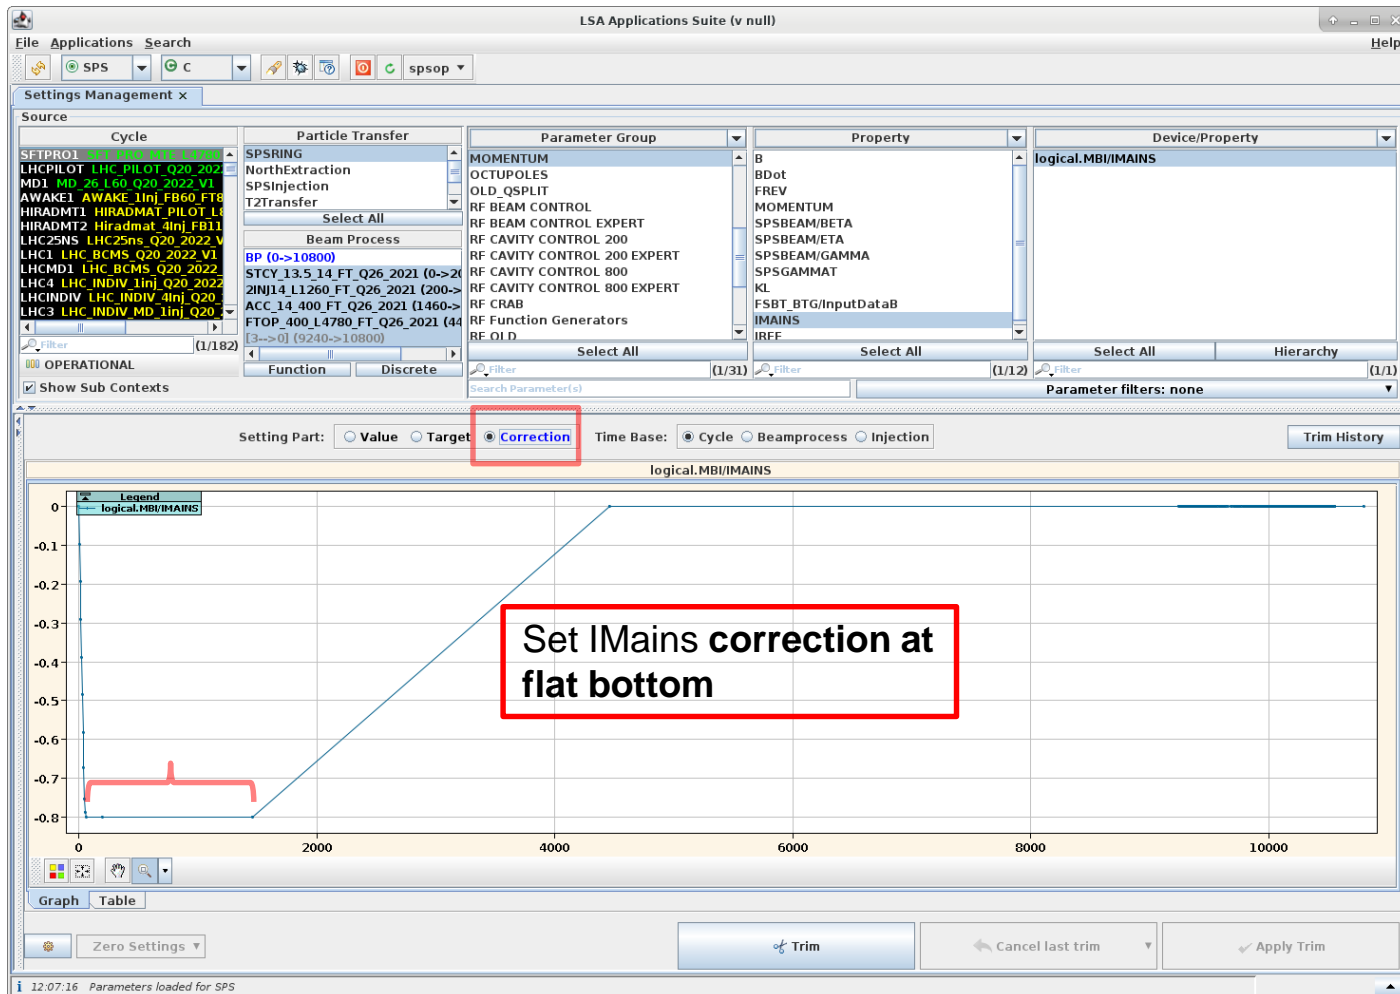 LSA Applications Suite (v null)
File Applications Search Help
SPS C spsop
Settings Management ×
Source
Cycle
SFTPRO1 SFT_PRO_MTE_L4780
LHCPILOT LHC_PILOT_Q20_202
MD1 MD_26_L60_Q20_2022_V1
AWAKE1 AWAKE_1Inj_FB60_FT8
HIRADMT1 HIRADMAT_PILOT_L8
HIRADMT2 Hiradmat_4Inj_FB11
LHC25NS LHC25ns_Q20_2022_V
LHC1 LHC_BCMS_Q20_2022_V1
LHCMD1 LHC_BCMS_Q20_2022_
LHC4 LHC_INDIV_1inj_Q20_2022
LHCINDIV LHC_INDIV_4Inj_Q20_
LHC3 LHC_INDIV_MD_1inj_Q20_
Filter (1/182)
OPERATIONAL
Show Sub Contexts
Particle Transfer
SPSRING
NorthExtraction
SPSInjection
T2Transfer
Select All
Beam Process
BP (0->10800)
STCY_13.5_14_FT_Q26_2021 (0->20
2INJ14_L1260_FT_Q26_2021 (200->
ACC_14_400_FT_Q26_2021 (1460->
FTOP_400_L4780_FT_Q26_2021 (44
[3-->0] (9240->10800)
Function Discrete
Parameter Group
MOMENTUM
OCTUPOLES
OLD_QSPLIT
RF BEAM CONTROL
RF BEAM CONTROL EXPERT
RF CAVITY CONTROL 200
RF CAVITY CONTROL 200 EXPERT
RF CAVITY CONTROL 800
RF CAVITY CONTROL 800 EXPERT
RF CRAB
RF Function Generators
RF OLD
Select All
Filter (1/31)
Search Parameter(s)
Property
B
BDot
FREV
MOMENTUM
SPSBEAM/BETA
SPSBEAM/ETA
SPSBEAM/GAMMA
SPSGAMMAT
KL
FSBT_BTG/InputDataB
IMAINS
IREF
Select All
Filter (1/12)
Device/Property
logical.MBI/IMAINS
Select All Hierarchy
Filter (1/1)
Parameter filters: none
Setting Part: Value Target Correction Time Base: Cycle Beamprocess Injection Trim History
logical.MBI/IMAINS
Legend
logical.MBI/IMAINS
0
-0.1
-0.2
-0.3
-0.4
-0.5
-0.6
-0.7
-0.8
Set IMains correction at
flat bottom
0 2000 4000 6000 8000 10000
Graph Table
Zero Settings Trim Cancel last trim Apply Trim
i 12:07:16 Parameters loaded for SPS